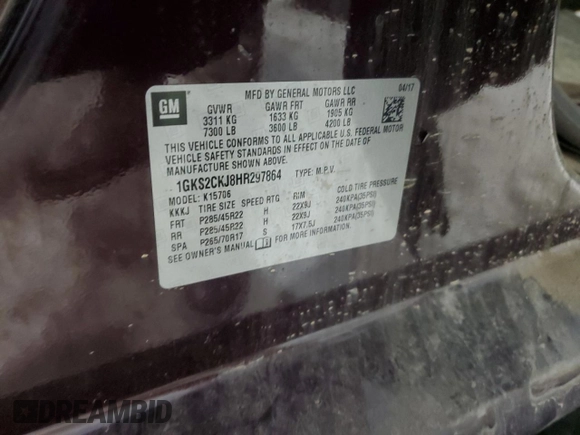 GM
MFD BY GENERAL MOTORS LLC 04/17
GVWR GAWR FRT GAWR RR
3311 KG 1633 KG 1905 KG
7300 LB 3600 LB 4200 LB
THIS VEHICLE CONFORMS TO ALL APPLICABLE U.S. FEDERAL MOTOR
VEHICLE SAFETY STANDARDS IN EFFECT ON THE DATE OF
MANUFACTURE SHOWN ABOVE.
1GKS2CKJ8HR297864 TYPE: M.P.V.
MODEL: K15706
KKKJ TIRE SIZE SPEED RTG RIM COLD TIRE PRESSURE
FRT P285/45R22 H 22X9J 240KPA(35PSI)
RR P285/45R22 H 22X9J 240KPA(35PSI)
SPA P265/70R17 S 17X7.5J 240KPA(35PSI)
SEE OWNER'S MANUAL FOR MORE INFORMATION.
DREAMBID